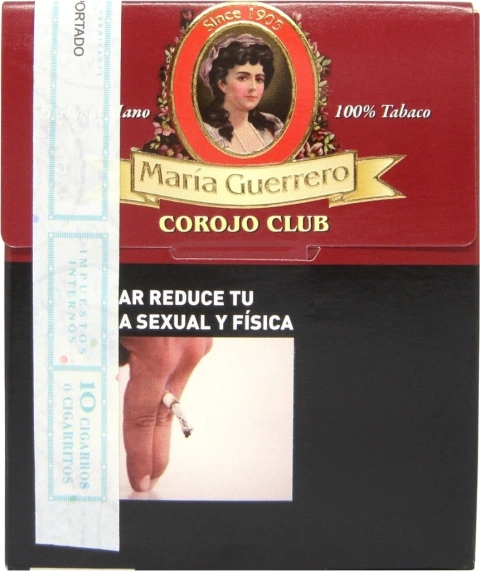 Since 1905
Mano
100% Tabaco
María Guerrero
COROJO CLUB
AR REDUCE TU
A SEXUAL Y FÍSICA
PORTADO
IMPUESTOS
INTERNOS
10 CIGARROS
ó CIGARRITOS